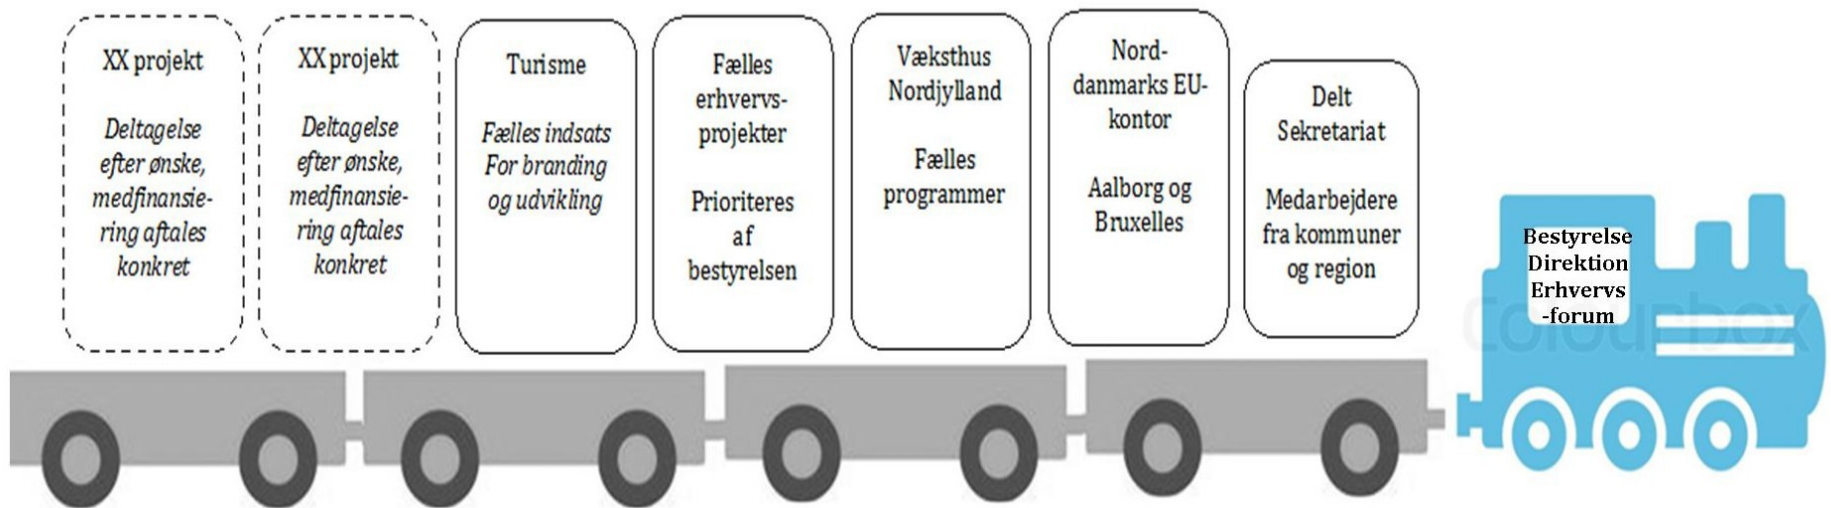 XX projekt
Deltagelse
efter ønske,
medfinansie-
ring aftales
konkret
XX projekt
Deltagelse
efter ønske,
medfinansie-
ring aftales
konkret
Turisme
Fælles indsats
For branding
og udvikling
Fælles
erhvervs-
projekter
Prioriteres
af
bestyrelsen
Væksthus
Nordjylland
Fælles
programmer
Nord-
danmarks EU-
kontor
Aalborg og
Bruxelles
Delt
Sekretariat
Medarbejdere
fra kommuner
og region
Bestyrelse
Direktion
Erhvervs
-forum
colourbox